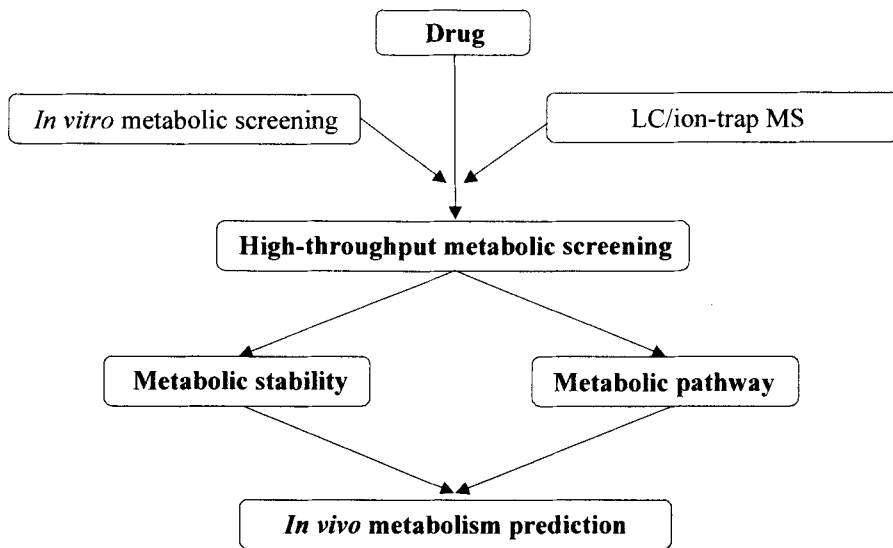 Drug
In vitro metabolic screening
LC/ion-trap MS
High-throughput metabolic screening
Metabolic stability
Metabolic pathway
In vivo metabolism prediction